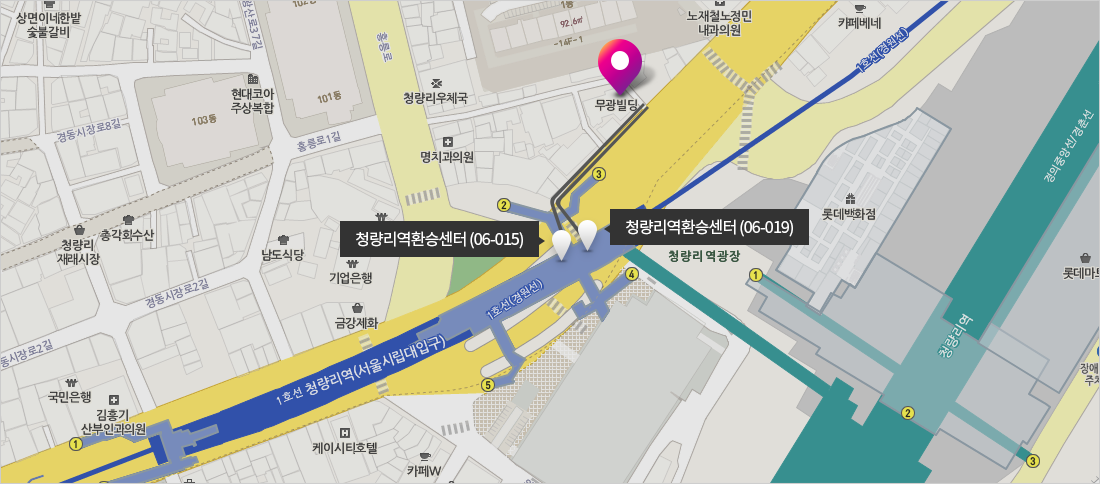 상면이네한밭
숯불갈비
왕산로37길
홍릉로
1동
92.6㎡
-14F-1
노재철노정민
내과의원
카페베네
1호선(경원선)
현대코아
주상복합
101동
103동
청량리우체국
무광빌딩
경동시장로8길
홍릉로1길
명치과의원
경의중앙선/경춘선
3
2
청량리역환승센터 (06-015)
청량리역환승센터 (06-019)
롯데백화점
총각회수산
청량리
재래시장
남도식당
기업은행
청량리역광장
4
1
롯데마트
경동시장로2길
1호선(경원선)
금강제화
청량리역
1호선 청량리역(서울시립대입구)
5
국민은행
김흥기
산부인과의원
1
케이시티호텔
카페W
2
3